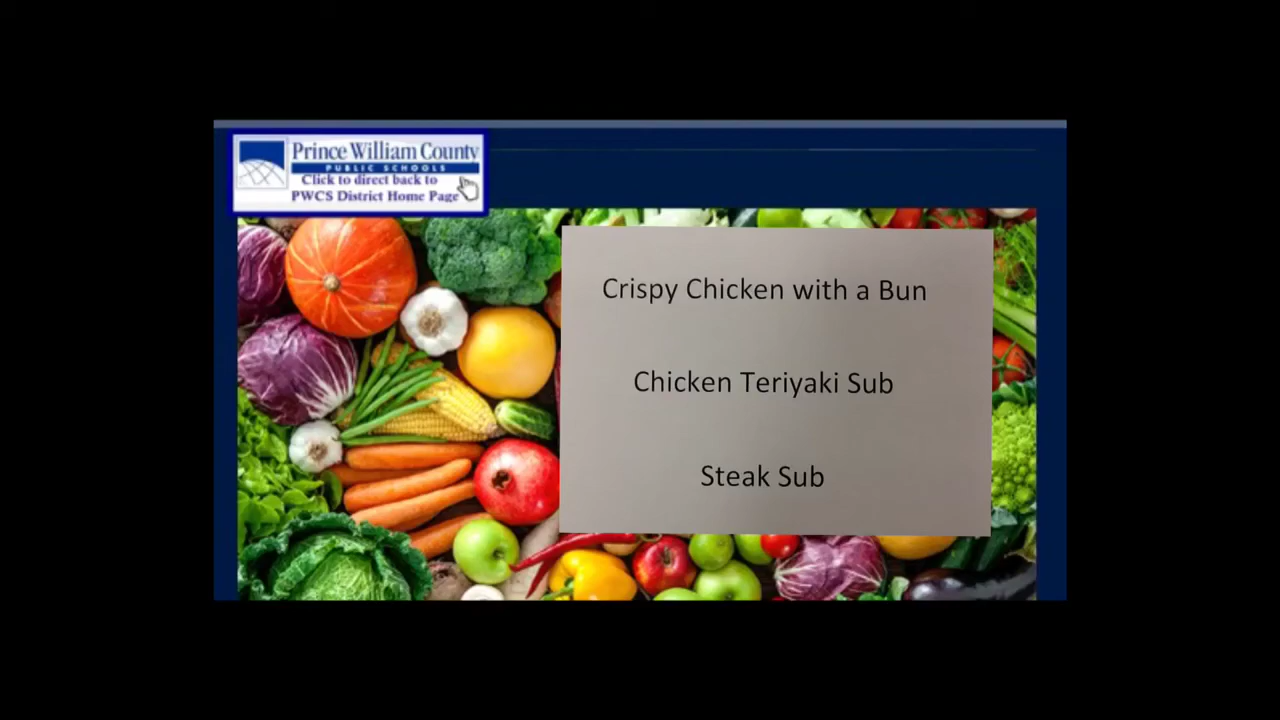 Prince William County
PUBLIC SCHOOLS
Click to direct back to
PWCS District Home Page
Crispy Chicken with a Bun
Chicken Teriyaki Sub
Steak Sub